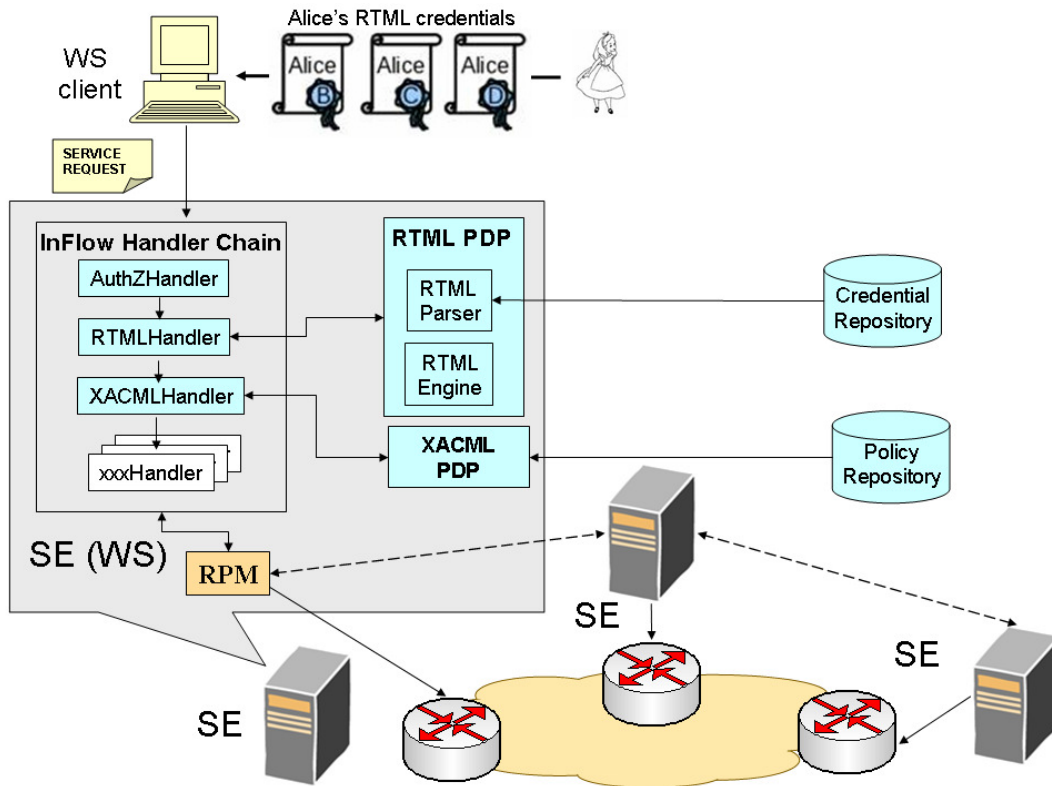 Alice's RTML credentials
WS
client
Alice
B
Alice
C
Alice
D
SERVICE
REQUEST
InFlow Handler Chain
AuthZHandler
RTMLHandler
XACMLHandler
xxxHandler
RTML PDP
RTML
Parser
RTML
Engine
XACML
PDP
Credential
Repository
Policy
Repository
SE (WS)
RPM
SE
SE
SE